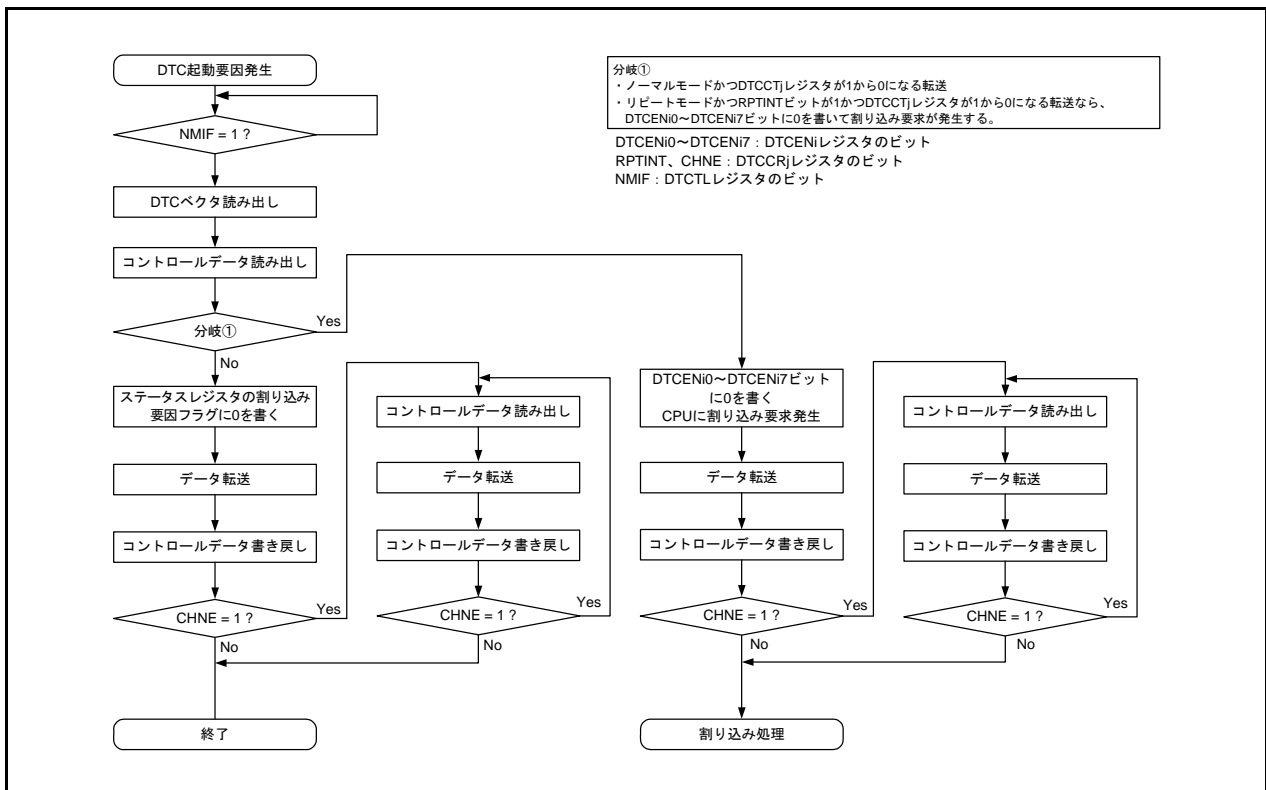 DTC起動要因発生
NMIF = 1 ?
DTCベクタ読み出し
コントロールデータ読み出し
分岐①
Yes
No
ステータスレジスタの割り込み
要因フラグに0を書く
データ転送
コントロールデータ書き戻し
CHNE = 1 ?
Yes
No
終了
コントロールデータ読み出し
データ転送
コントロールデータ書き戻し
CHNE = 1 ?
Yes
No
分岐①
・ノーマルモードかつDTCCTjレジスタが1から0になる転送
・リピートモードかつRPTINTビットが1かつDTCCTjレジスタが1から0になる転送なら、
DTCENi0~DTCENi7ビットに0を書いて割り込み要求が発生する。
DTCENi0~DTCENi7：DTCENiレジスタのビット
RPTINT、CHNE：DTCCRjレジスタのビット
NMIF：DTCTLレジスタのビット
DTCENi0~DTCENi7ビット
に0を書く
CPUに割り込み要求発生
データ転送
コントロールデータ書き戻し
CHNE = 1 ?
Yes
No
割り込み処理
コントロールデータ読み出し
データ転送
コントロールデータ書き戻し
CHNE = 1 ?
Yes
No